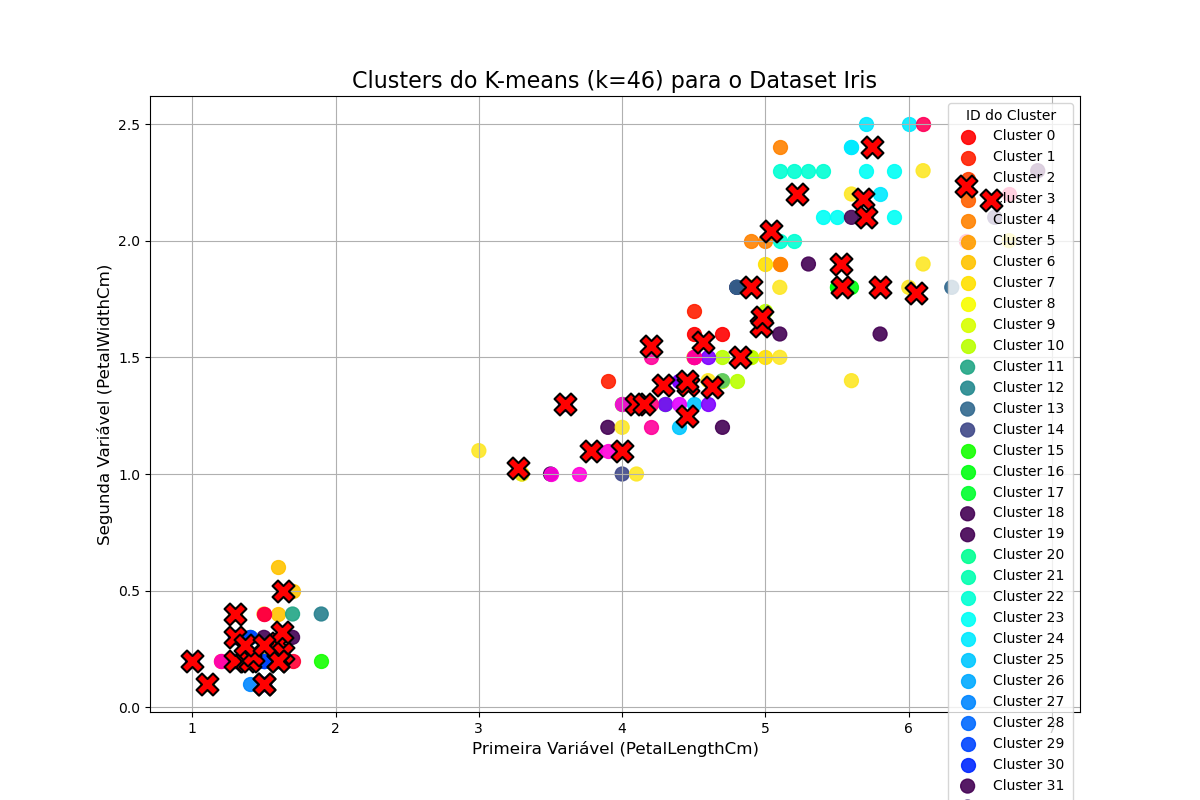 Clusters do K-means (k=46) para o Dataset Iris
Segunda Variável (PetalWidthCm)
2.5
2.0
1.5
1.0
0.5
0.0
1
2
3
4
5
6
7
Primeira Variável (PetalLengthCm)
ID do Cluster
Cluster 0
Cluster 1
Cluster 2
Cluster 3
Cluster 4
Cluster 5
Cluster 6
Cluster 7
Cluster 8
Cluster 9
Cluster 10
Cluster 11
Cluster 12
Cluster 13
Cluster 14
Cluster 15
Cluster 16
Cluster 17
Cluster 18
Cluster 19
Cluster 20
Cluster 21
Cluster 22
Cluster 23
Cluster 24
Cluster 25
Cluster 26
Cluster 27
Cluster 28
Cluster 29
Cluster 30
Cluster 31